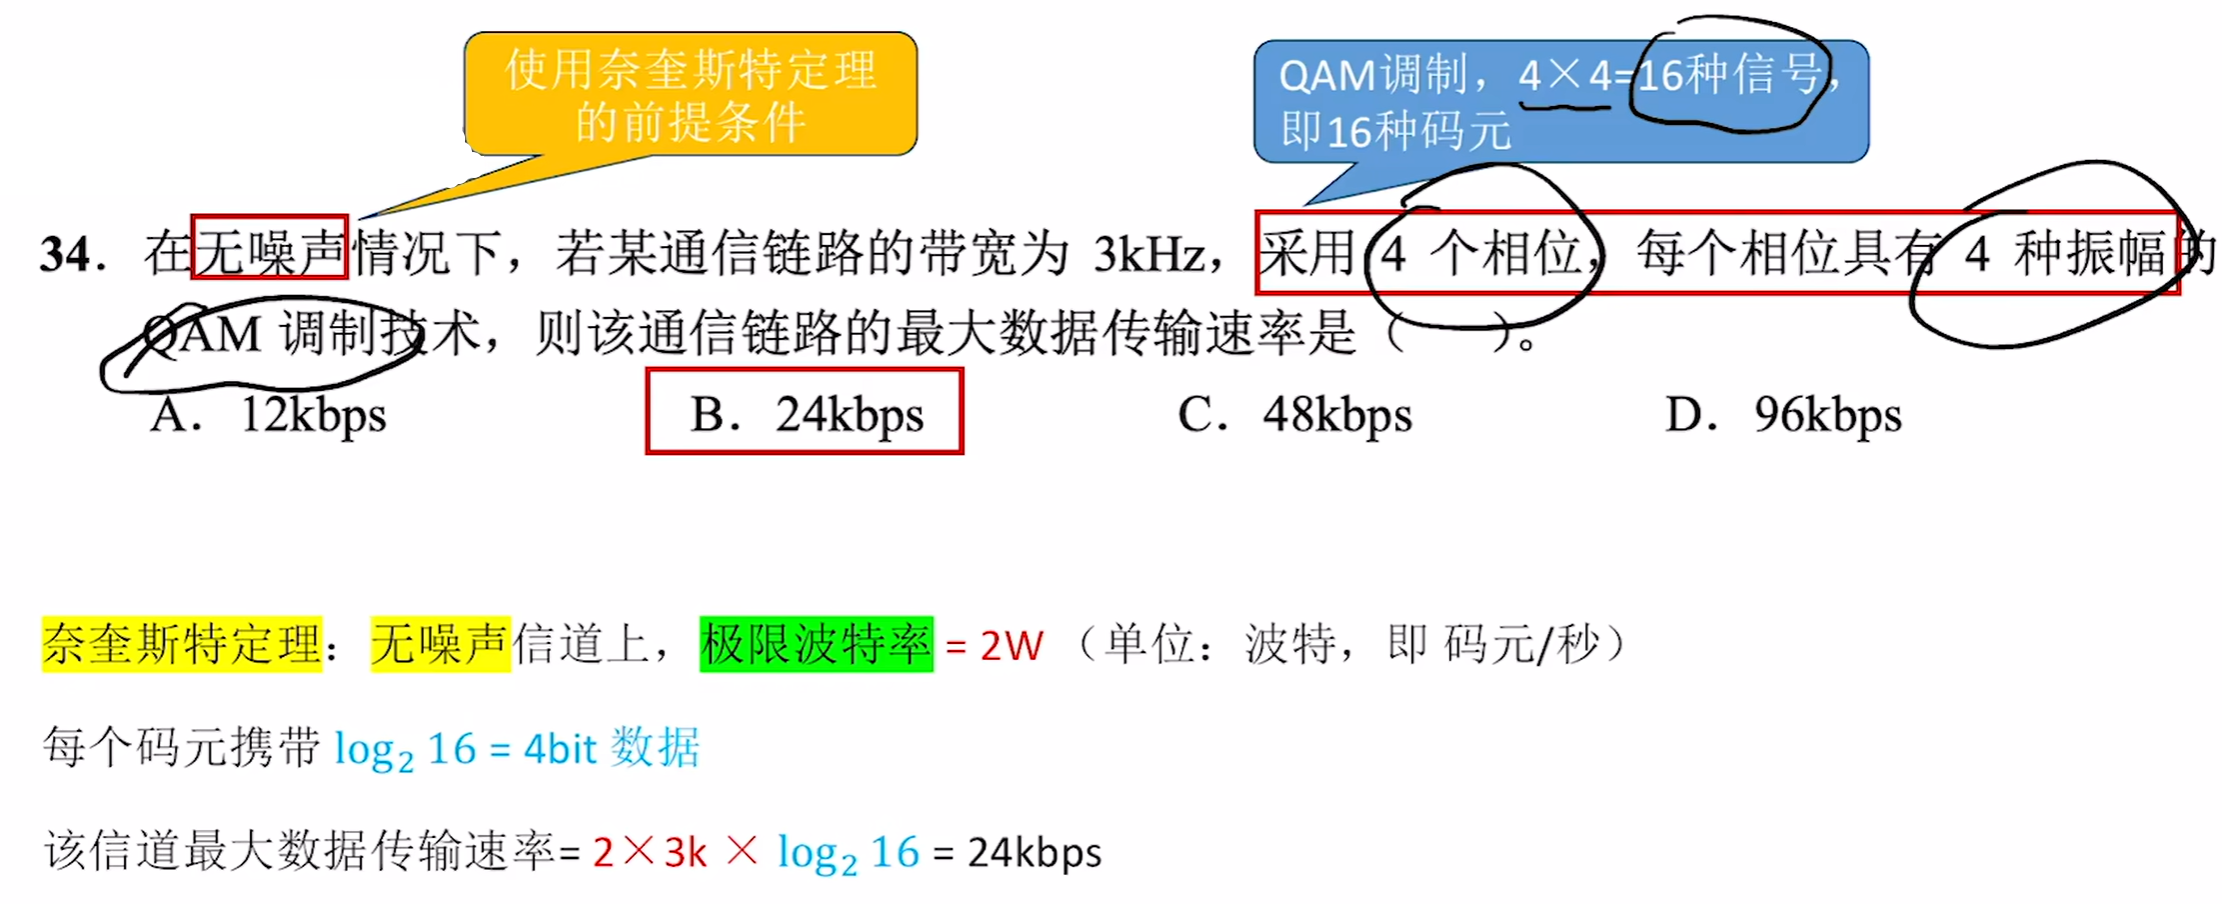 使用奈奎斯特定理
的前提条件
QAM调制，4×4=16种信号，
即16种码元
34. 在无噪声情况下，若某通信链路的带宽为 3kHz，采用 4 个相位，每个相位具有 4 种振幅的
QAM 调制技术，则该通信链路的最大数据传输速率是（ ）。
A. 12kbps B. 24kbps C. 48kbps D. 96kbps
奈奎斯特定理：无噪声信道上，极限波特率 = 2W （单位：波特，即 码元/秒）
每个码元携带 log₂ 16 = 4bit 数据
该信道最大数据传输速率= 2×3k × log₂ 16 = 24kbps